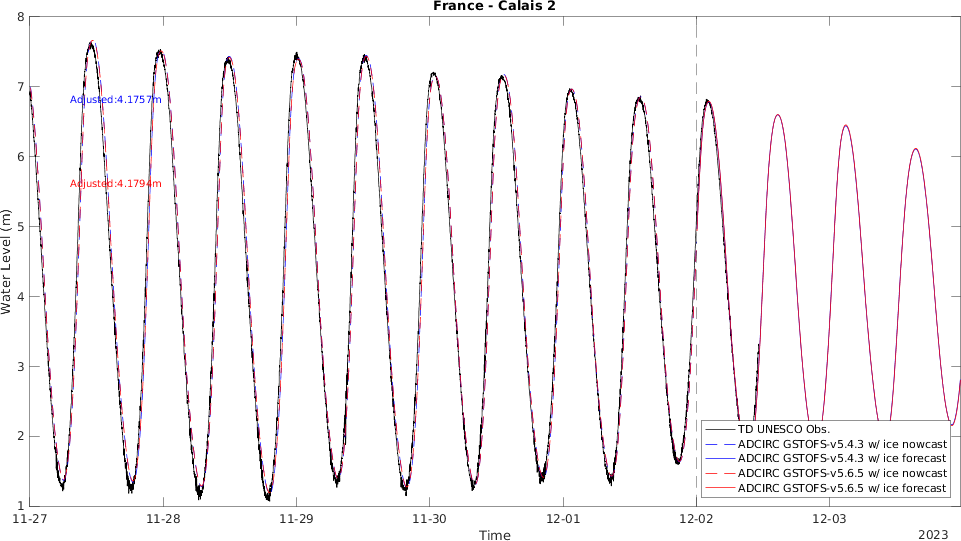 France - Calais 2
8
7
6
5
4
3
2
1
Water Level (m)
Adjusted:4.1757m
Adjusted:4.1794m
TD UNESCO Obs.
ADCIRC GSTOFS-v5.4.3 w/ ice nowcast
ADCIRC GSTOFS-v5.4.3 w/ ice forecast
ADCIRC GSTOFS-v5.6.5 w/ ice nowcast
ADCIRC GSTOFS-v5.6.5 w/ ice forecast
11-27 11-28 11-29 11-30 12-01 12-02 12-03
Time
2023